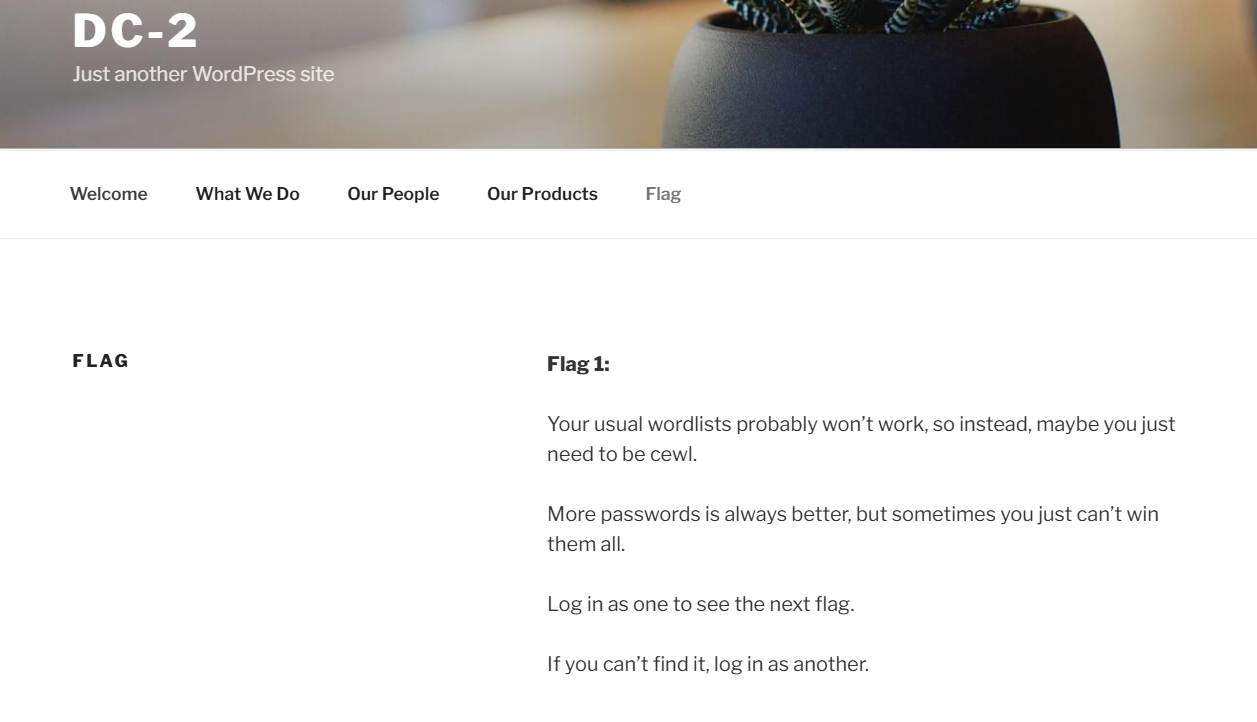 DC-2
Just another WordPress site
Welcome What We Do Our People Our Products Flag
FLAG
Flag 1:
Your usual wordlists probably won’t work, so instead, maybe you just
need to be cewl.
More passwords is always better, but sometimes you just can’t win
them all.
Log in as one to see the next flag.
If you can’t find it, log in as another.